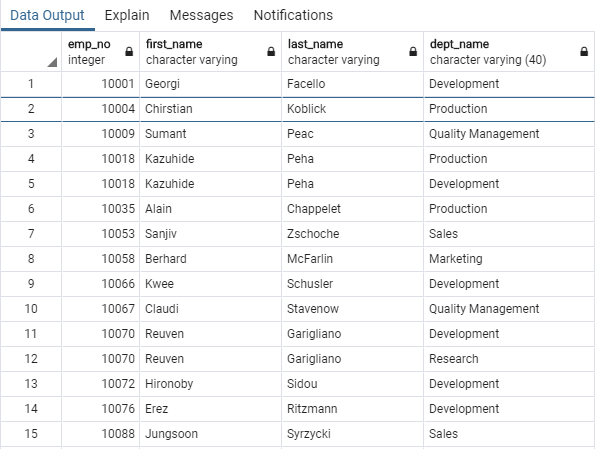 Data Output Explain Messages Notifications
emp_no first_name last_name dept_name
integer character varying character varying character varying (40)
1 10001 Georgi Facello Development
2 10004 Chirstian Koblick Production
3 10009 Sumant Peac Quality Management
4 10018 Kazuhide Peha Production
5 10018 Kazuhide Peha Development
6 10035 Alain Chappelet Production
7 10053 Sanjiv Zschoche Sales
8 10058 Berhard McFarlin Marketing
9 10066 Kwee Schusler Development
10 10067 Claudi Stavenow Quality Management
11 10070 Reuven Garigliano Development
12 10070 Reuven Garigliano Research
13 10072 Hironoby Sidou Development
14 10076 Erez Ritzmann Development
15 10088 Jungsoon Syrzycki Sales